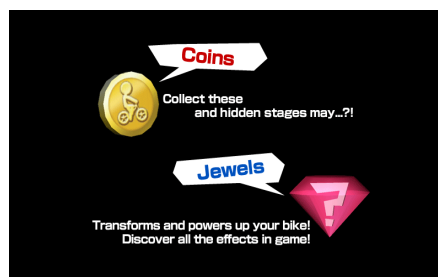 Coins
Collect these
and hidden stages may...?!
Jewels
?
Transforms and powers up your bike!
Discover all the effects in game!